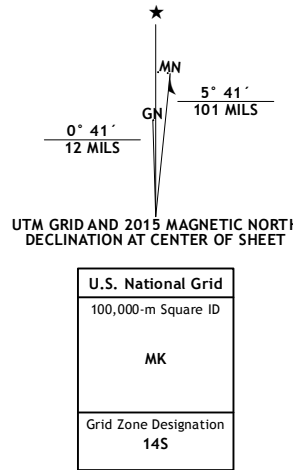 MN
GN
5° 41´
101 MILS
0° 41´
12 MILS
UTM GRID AND 2015 MAGNETIC NORTH
DECLINATION AT CENTER OF SHEET
U.S. National Grid
100,000-m Square ID
MK
Grid Zone Designation
14S